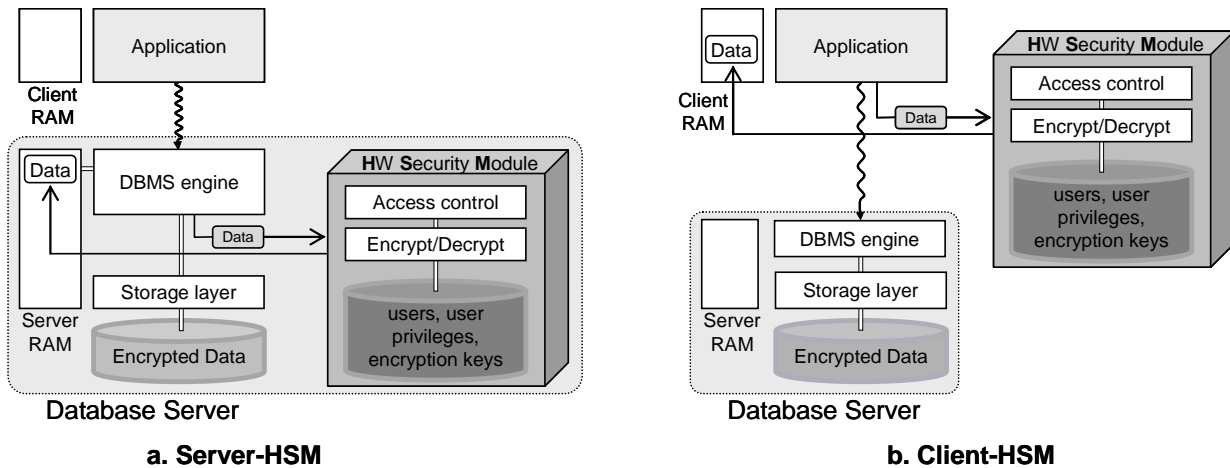 Application
Client
RAM
Data
DBMS engine
Data
Storage layer
Server
RAM
Encrypted Data
HW Security Module
Access control
Encrypt/Decrypt
users, user
privileges,
encryption keys
Database Server
a. Server-HSM
Data
Application
Client
RAM
Data
HW Security Module
Access control
Encrypt/Decrypt
users, user
privileges,
encryption keys
DBMS engine
Storage layer
Server
RAM
Encrypted Data
Database Server
b. Client-HSM